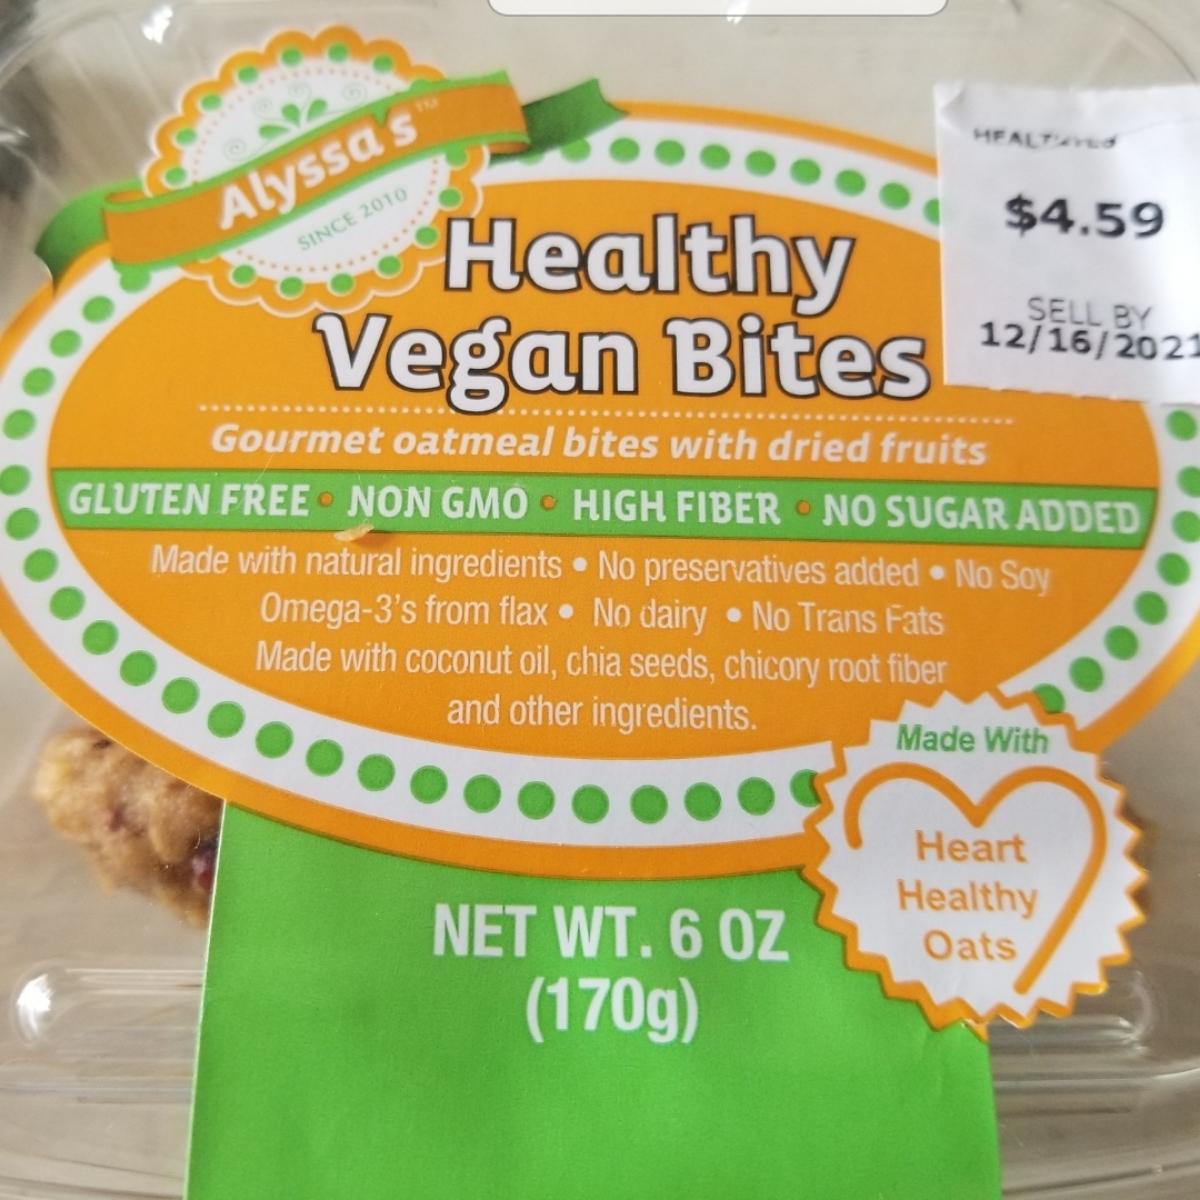 Alyssa's™
SINCE 2010
Healthy
Vegan Bites
Gourmet oatmeal bites with dried fruits
GLUTEN FREE • NON GMO • HIGH FIBER • NO SUGAR ADDED
Made with natural ingredients • No preservatives added • No Soy
Omega-3's from flax • No dairy • No Trans Fats
Made with coconut oil, chia seeds, chicory root fiber
and other ingredients.
$4.59
SELL BY
12/16/2021
Made With
Heart
Healthy
Oats
NET WT. 6 OZ
(170g)